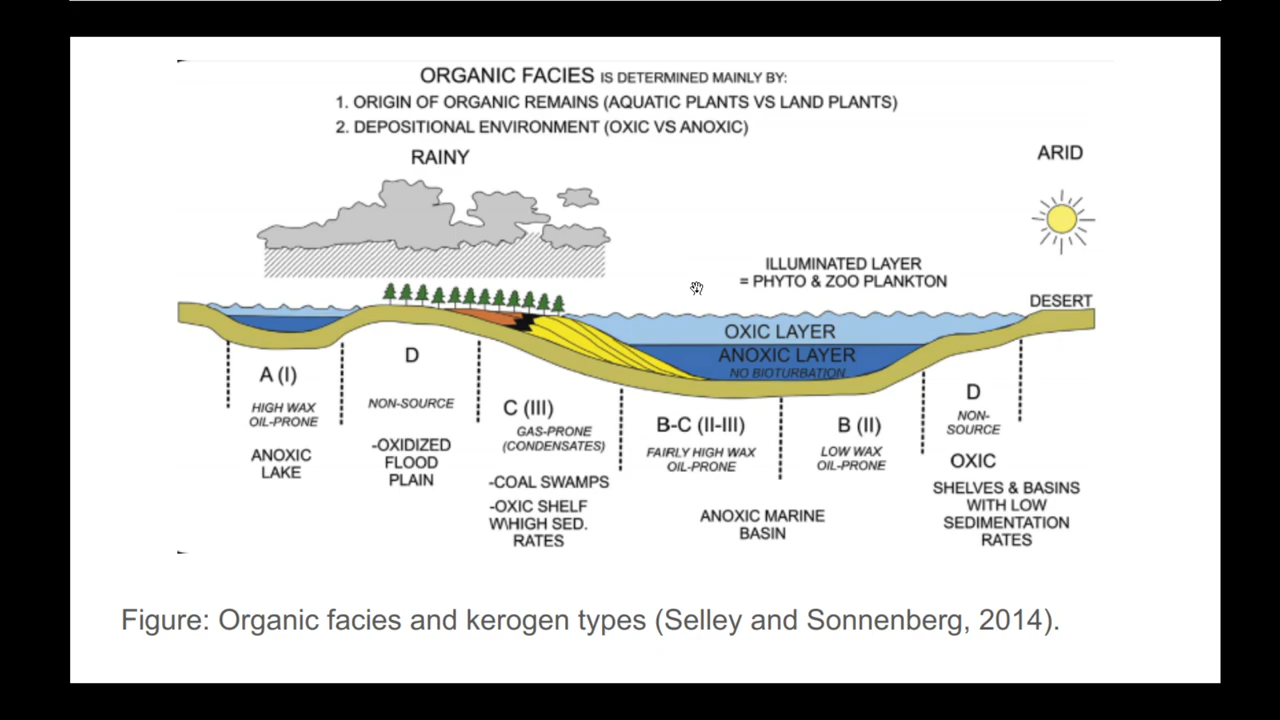 ORGANIC FACIES IS DETERMINED MAINLY BY:
1. ORIGIN OF ORGANIC REMAINS (AQUATIC PLANTS VS LAND PLANTS)
2. DEPOSITIONAL ENVIRONMENT (OXIC VS ANOXIC)
RAINY
ARID
ILLUMINATED LAYER
= PHYTO & ZOO PLANKTON
DESERT
OXIC LAYER
ANOXIC LAYER
NO BIOTURBATION
A (I)
HIGH WAX
OIL-PRONE
ANOXIC
LAKE
D
NON-SOURCE
-OXIDIZED
FLOOD
PLAIN
C (III)
GAS-PRONE
(CONDENSATES)
-COAL SWAMPS
-OXIC SHELF
W\HIGH SED.
RATES
B-C (II-III)
FAIRLY HIGH WAX
OIL-PRONE
B (II)
LOW WAX
OIL-PRONE
ANOXIC MARINE
BASIN
D
NON-
SOURCE
OXIC
SHELVES & BASINS
WITH LOW
SEDIMENTATION
RATES
Figure: Organic facies and kerogen types (Selley and Sonnenberg, 2014).